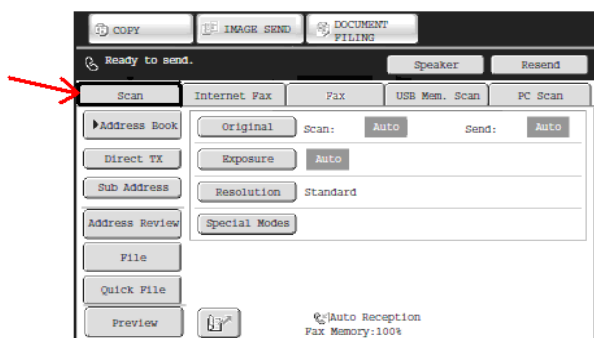 COPY
IMAGE SEND
DOCUMENT
FILING
Ready to send.
Speaker
Resend
Scan
Internet Fax
Fax
USB Mem. Scan
PC Scan
Address Book
Original
Scan:
Auto
Send:
Auto
Direct TX
Exposure
Auto
Sub Address
Resolution
Standard
Address Review
Special Modes
File
Quick File
Preview
Auto Reception
Fax Memory:100%